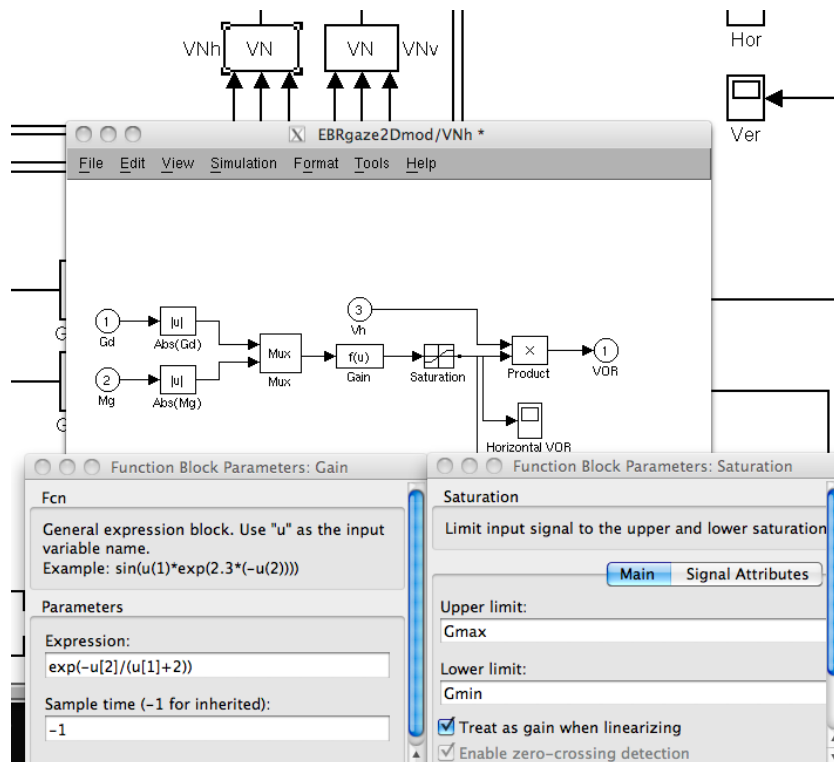 Hor
VNh
VN
VN
VNv
Ver
EBRgaze2Dmod/VNh *
File Edit View Simulation Format Tools Help
1
Gd
|u|
Abs(Gd)
2
Mg
|u|
Abs(Mg)
Mux
Mux
3
Vh
f(u)
Gain
Saturation
×
Product
1
VOR
Horizontal VOR
G
G
Function Block Parameters: Gain
Fcn
General expression block. Use "u" as the input
variable name.
Example: sin(u(1)*exp(2.3*(-u(2))))
Parameters
Expression:
exp(-u[2]/(u[1]+2))
Sample time (-1 for inherited):
-1
Function Block Parameters: Saturation
Saturation
Limit input signal to the upper and lower saturation
Main Signal Attributes
Upper limit:
Gmax
Lower limit:
Gmin
Treat as gain when linearizing
Enable zero-crossing detection